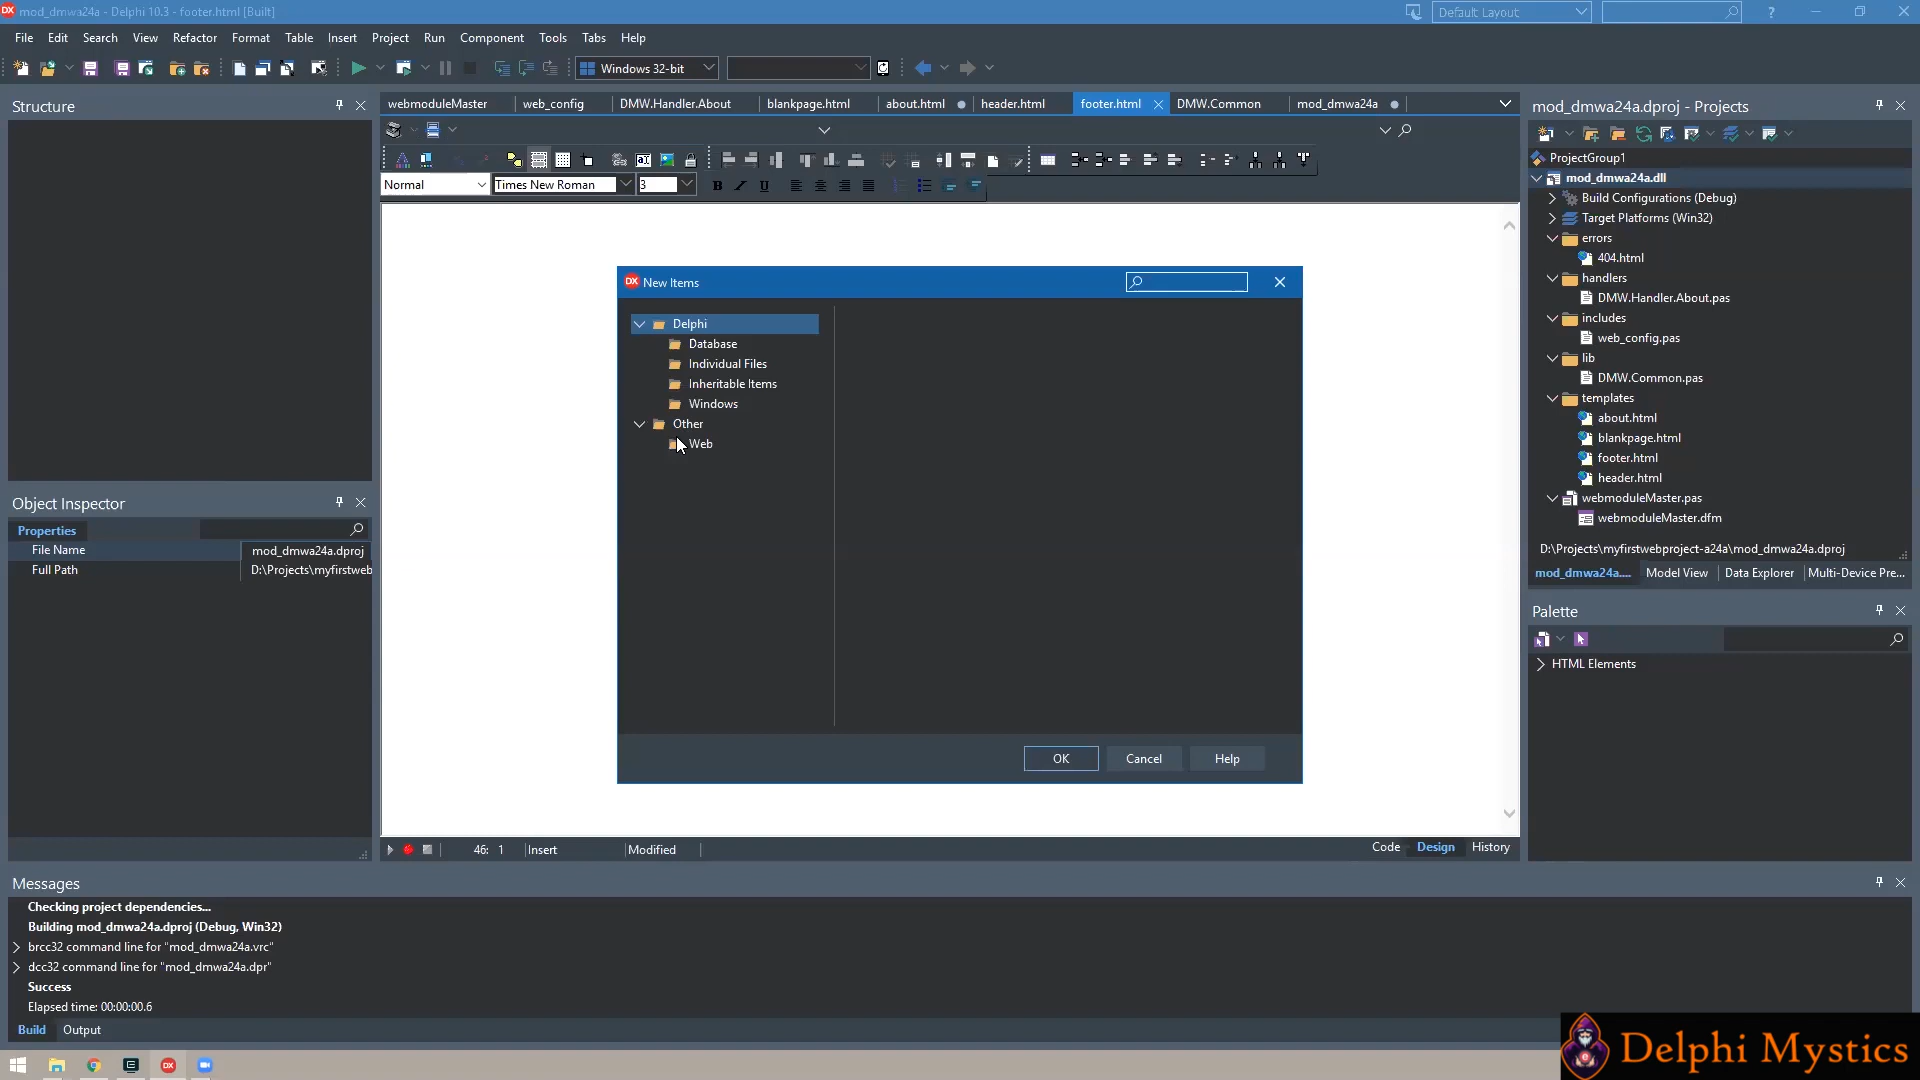 mod_dmwa24a - Delphi 10.3 - footer.html [Built]
Default Layout
?
File Edit Search View Refactor Format Table Insert Project Run Component Tools Tabs Help
Windows 32-bit
Structure
webmoduleMaster web_config DMW.Handler.About blankpage.html about.html header.html footer.html DMW.Common mod_dmwa24a
mod_dmwa24a.dproj - Projects
Normal Times New Roman 3 B I U
ProjectGroup1
mod_dmwa24a.dll
Build Configurations (Debug)
Target Platforms (Win32)
errors
404.html
handlers
DMW.Handler.About.pas
includes
web_config.pas
lib
DMW.Common.pas
templates
about.html
blankpage.html
footer.html
header.html
webmoduleMaster.pas
webmoduleMaster.dfm
D:\Projects\myfirstwebproject-a24a\mod_dmwa24a.dproj
mod_dmwa24a.... Model View Data Explorer Multi-Device Pre...
DX New Items
Delphi
Database
Individual Files
Inheritable Items
Windows
Other
Web
OK Cancel Help
Object Inspector
Properties
File Name mod_dmwa24a.dproj
Full Path D:\Projects\myfirstweb
Palette
HTML Elements
46: 1 Insert Modified
Code Design History
Messages
Checking project dependencies...
Building mod_dmwa24a.dproj (Debug, Win32)
brcc32 command line for "mod_dmwa24a.vrc"
dcc32 command line for "mod_dmwa24a.dpr"
Success
Elapsed time: 00:00:00.6
Build Output
DX
Delphi Mystics